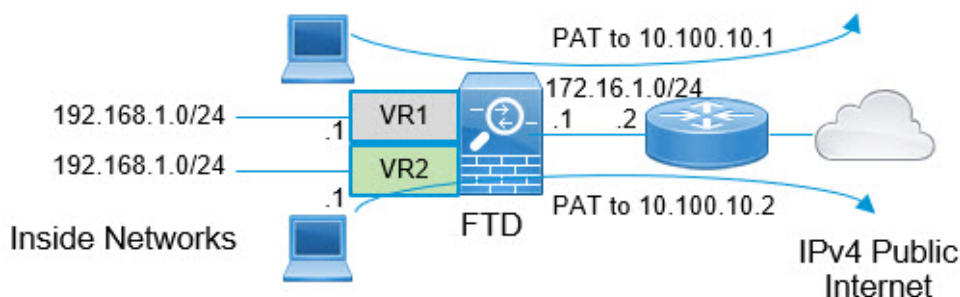 PAT to 10.100.10.1
172.16.1.0/24
192.168.1.0/24
.1
VR1
.1
.2
192.168.1.0/24
.1
VR2
FTD
PAT to 10.100.10.2
Inside Networks
IPv4 Public
Internet